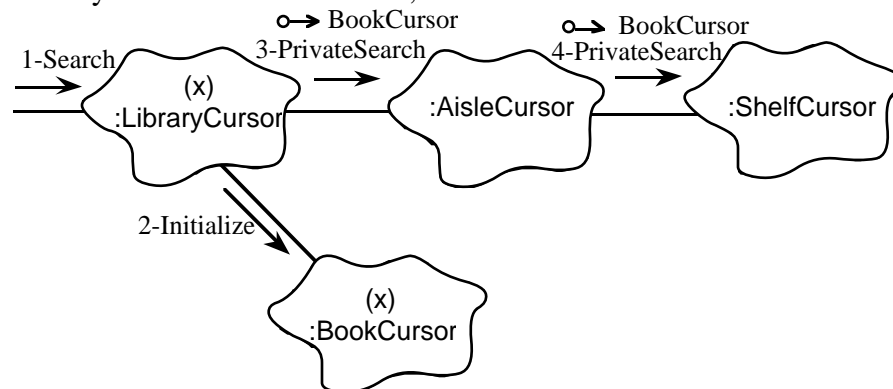 BookCursor
BookCursor
1-Search
3-PrivateSearch
4-PrivateSearch
(x)
:LibraryCursor
:AisleCursor
:ShelfCursor
2-Initialize
(x)
:BookCursor